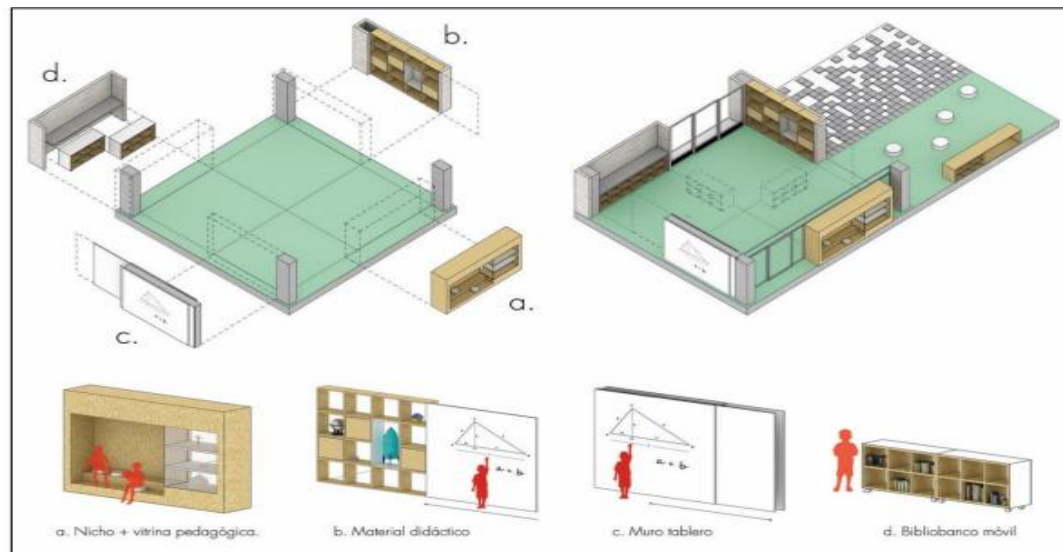 b.
d.
a.
c.
a + b
a + b
a. Nicho + vitrina pedagógica.
b. Material didáctico
c. Muro tablero
d. Bibliobanco móvil